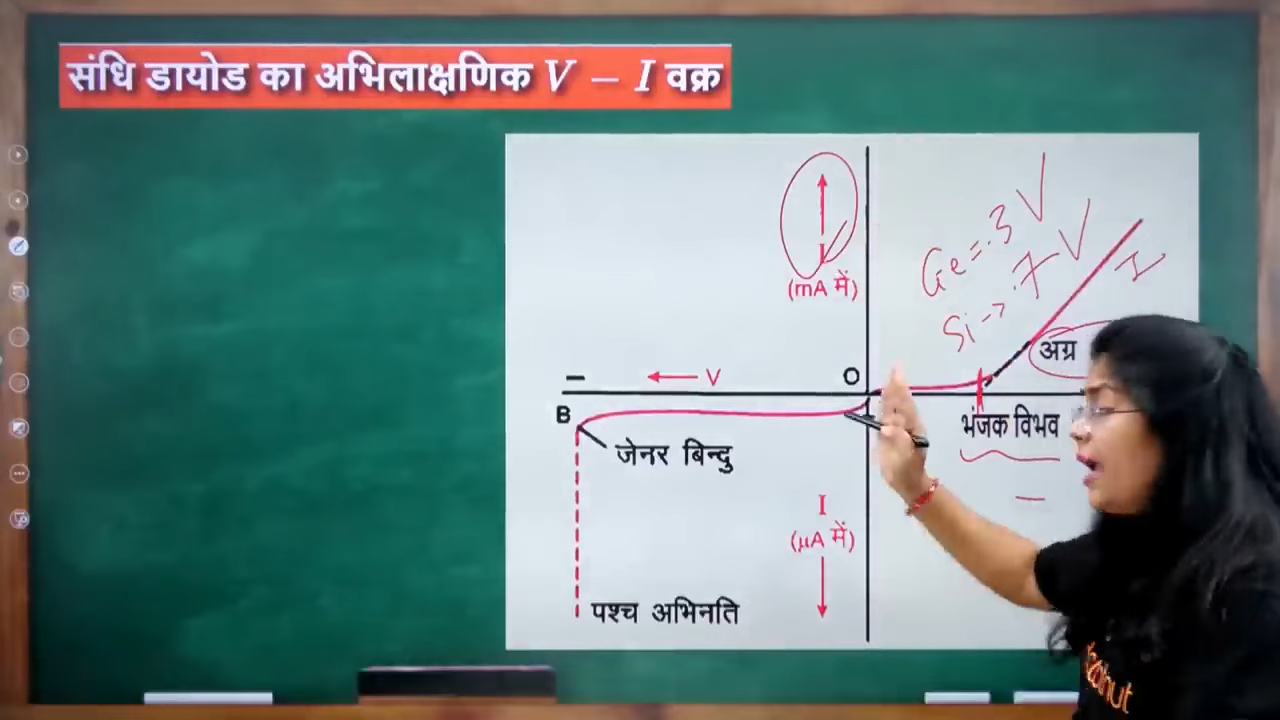 संधि डायोड का अभिलाक्षणिक V – I वक्र
Ge = .3 V
Si → .7 V
I
I
(mA में)
अग्र
– ← V O
B
भंजक विभव
जेनर बिन्दु
I
(µA में)
पश्च अभिनति